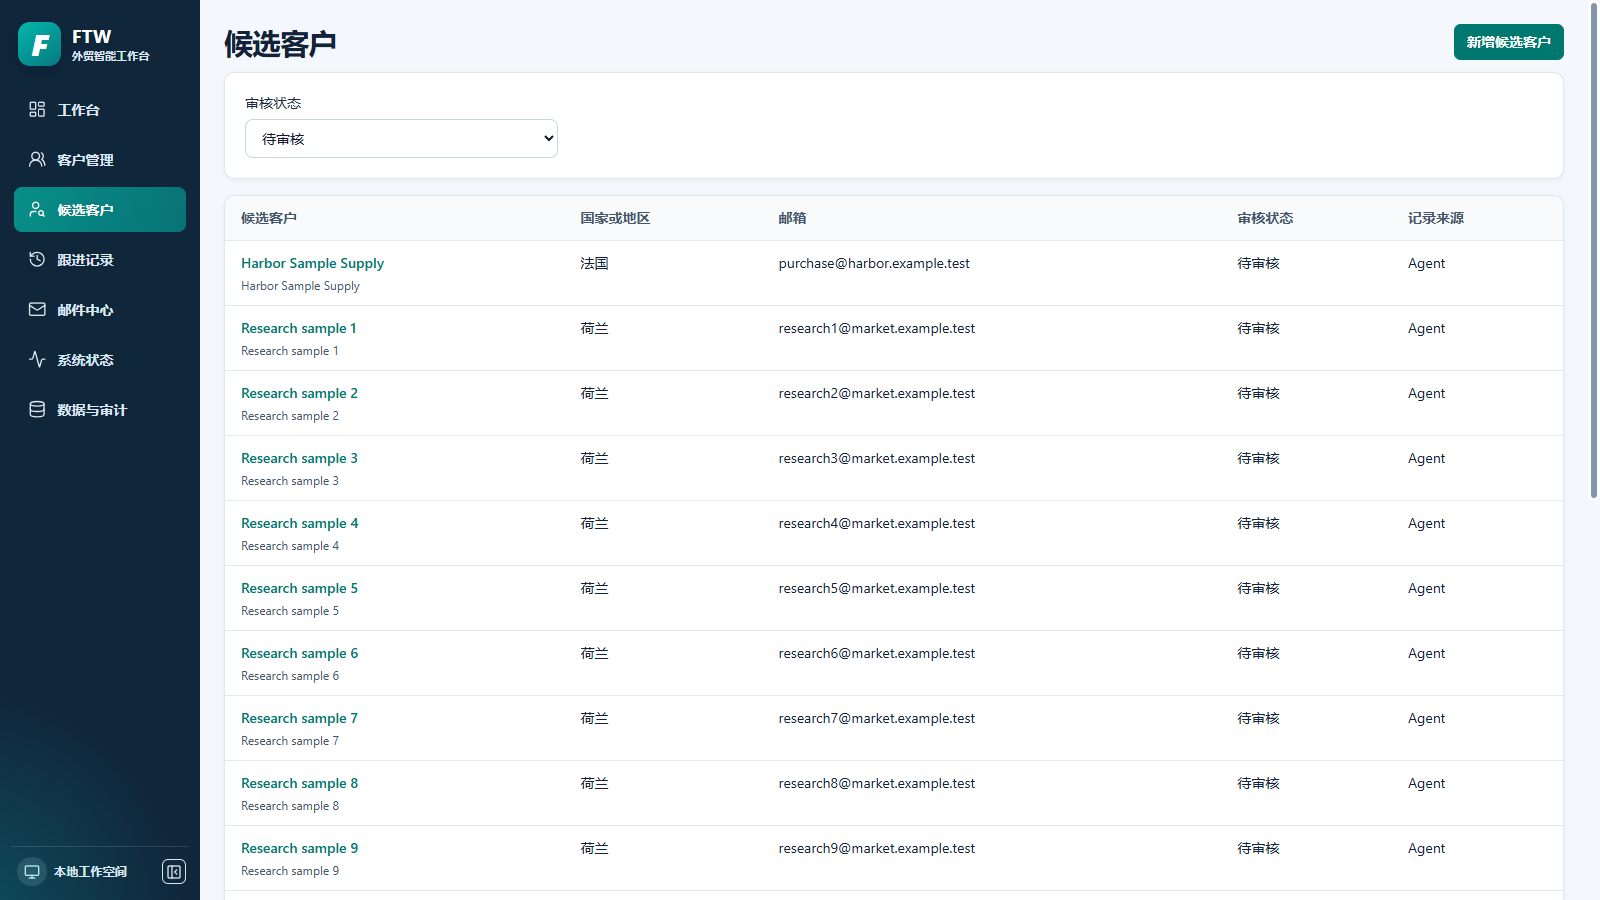 F
FTW
外贸智能工作台
工作台
客户管理
候选客户
跟进记录
邮件中心
系统状态
数据与审计
本地工作空间
候选客户
新增候选客户
审核状态
待审核
候选客户 国家或地区 邮箱 审核状态 记录来源
Harbor Sample Supply 法国 purchase@harbor.example.test 待审核 Agent
Harbor Sample Supply
Research sample 1 荷兰 research1@market.example.test 待审核 Agent
Research sample 1
Research sample 2 荷兰 research2@market.example.test 待审核 Agent
Research sample 2
Research sample 3 荷兰 research3@market.example.test 待审核 Agent
Research sample 3
Research sample 4 荷兰 research4@market.example.test 待审核 Agent
Research sample 4
Research sample 5 荷兰 research5@market.example.test 待审核 Agent
Research sample 5
Research sample 6 荷兰 research6@market.example.test 待审核 Agent
Research sample 6
Research sample 7 荷兰 research7@market.example.test 待审核 Agent
Research sample 7
Research sample 8 荷兰 research8@market.example.test 待审核 Agent
Research sample 8
Research sample 9 荷兰 research9@market.example.test 待审核 Agent
Research sample 9